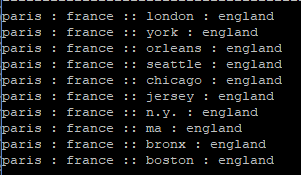 paris : france :: london : england
paris : france :: york : england
paris : france :: orleans : england
paris : france :: seattle : england
paris : france :: chicago : england
paris : france :: jersey : england
paris : france :: n.y. : england
paris : france :: ma : england
paris : france :: bronx : england
paris : france :: boston : england